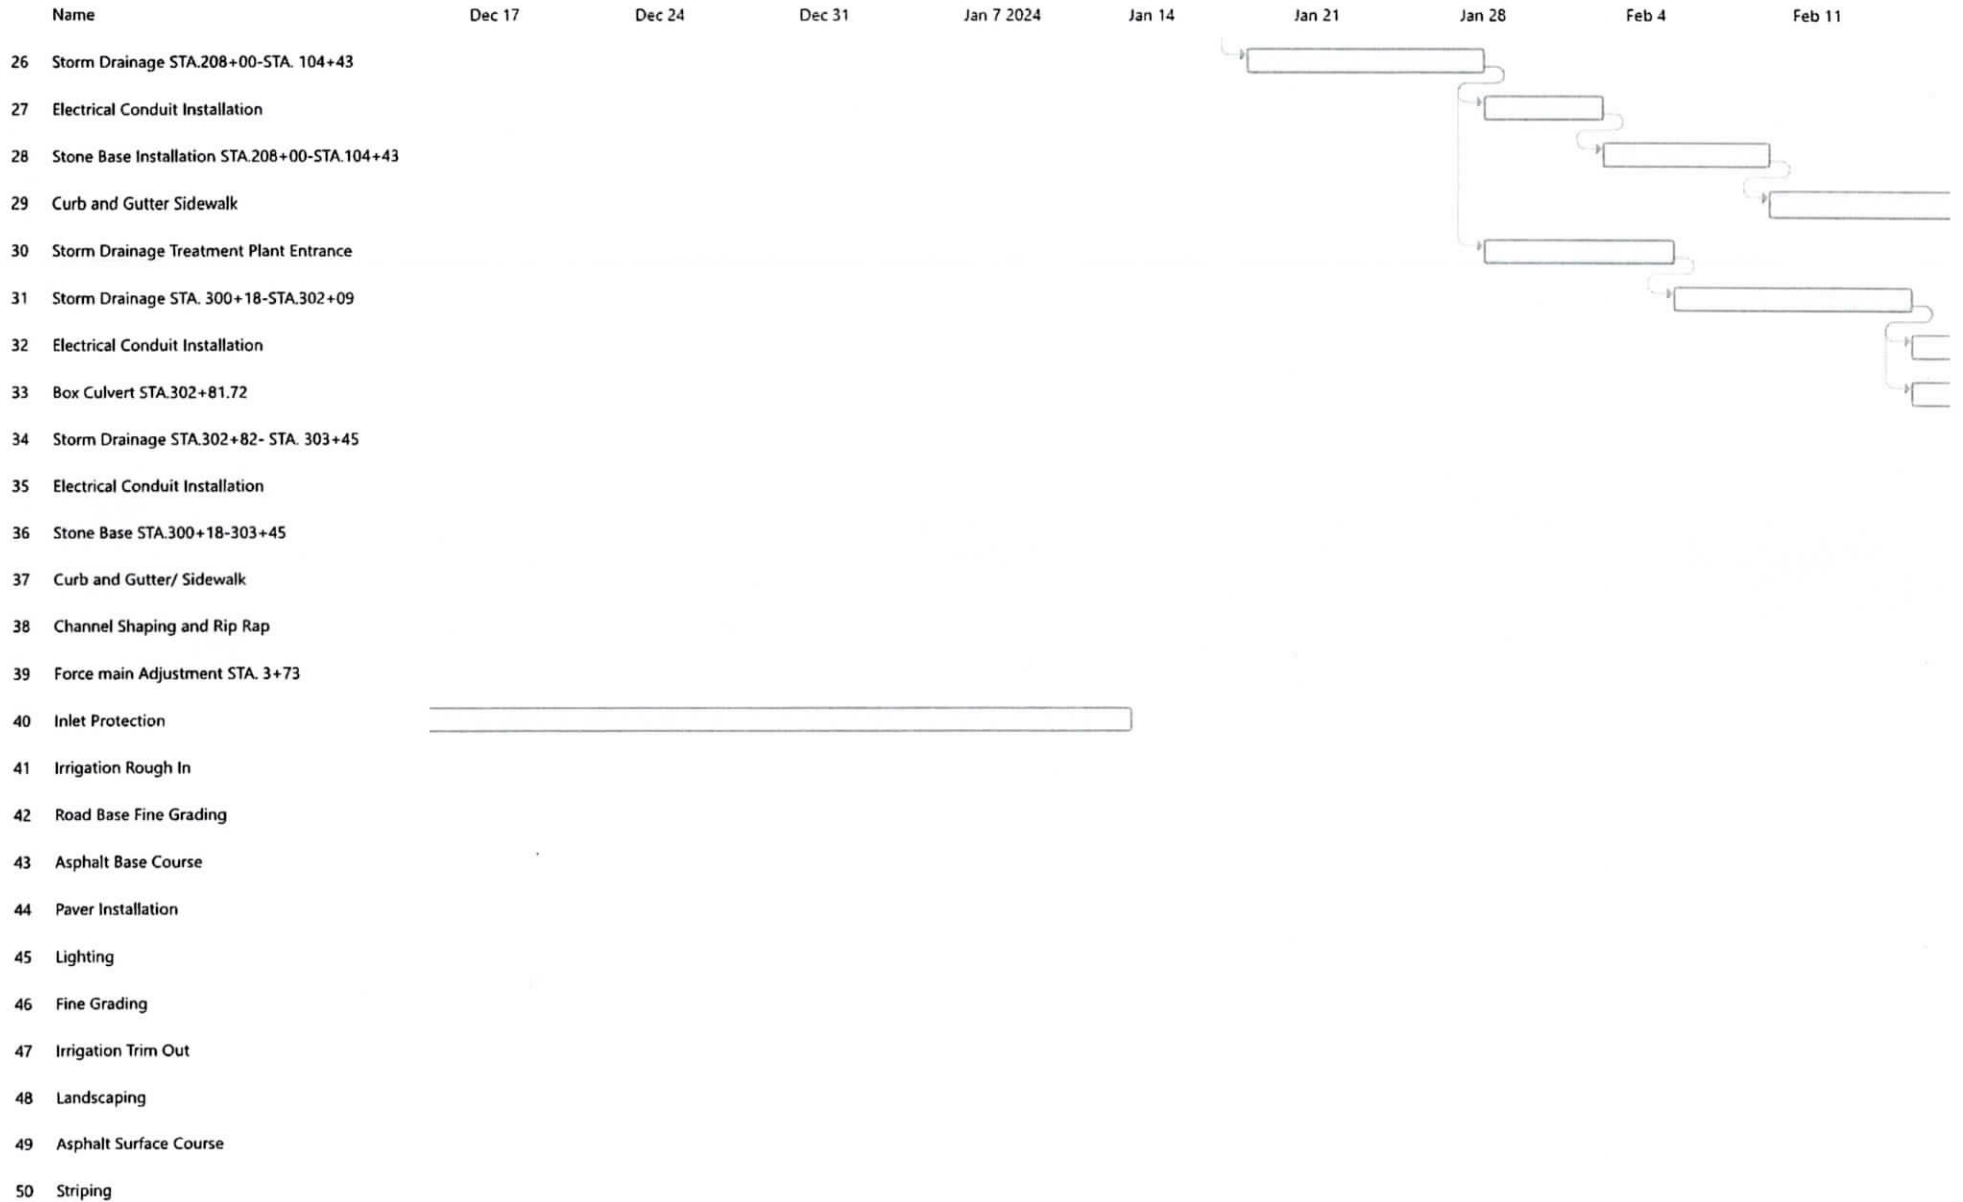 Name Dec 17 Dec 24 Dec 31 Jan 7 2024 Jan 14 Jan 21 Jan 28 Feb 4 Feb 11
26 Storm Drainage STA.208+00-STA. 104+43
27 Electrical Conduit Installation
28 Stone Base Installation STA.208+00-STA.104+43
29 Curb and Gutter Sidewalk
30 Storm Drainage Treatment Plant Entrance
31 Storm Drainage STA. 300+18-STA.302+09
32 Electrical Conduit Installation
33 Box Culvert STA.302+81.72
34 Storm Drainage STA.302+82- STA. 303+45
35 Electrical Conduit Installation
36 Stone Base STA.300+18-303+45
37 Curb and Gutter/ Sidewalk
38 Channel Shaping and Rip Rap
39 Force main Adjustment STA. 3+73
40 Inlet Protection
41 Irrigation Rough In
42 Road Base Fine Grading
43 Asphalt Base Course
44 Paver Installation
45 Lighting
46 Fine Grading
47 Irrigation Trim Out
48 Landscaping
49 Asphalt Surface Course
50 Striping